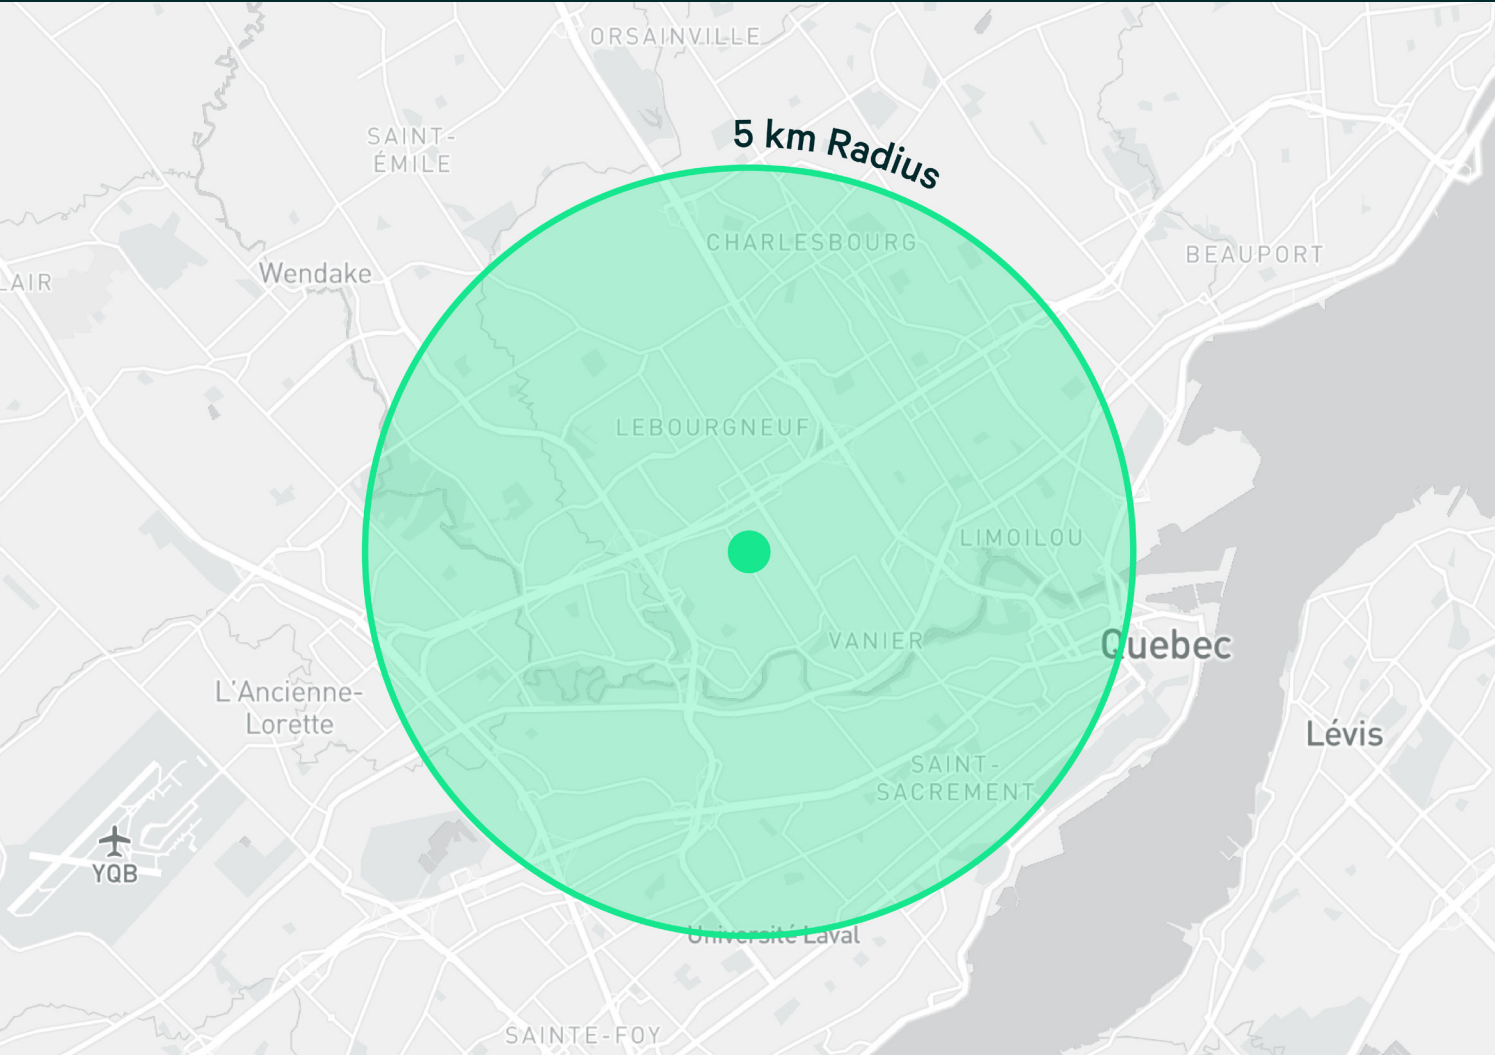 ORSAINVILLE
5 km Radius
SAINT-
ÉMILE
CHARLESBOURG
BEAUPORT
Wendake
LAIR
LEBOURGNEUF
LIMOILOU
VANIER
Quebec
L'Ancienne-
Lorette
Lévis
SAINT-
SACREMENT
YQB
Université Laval
SAINTE-FOY